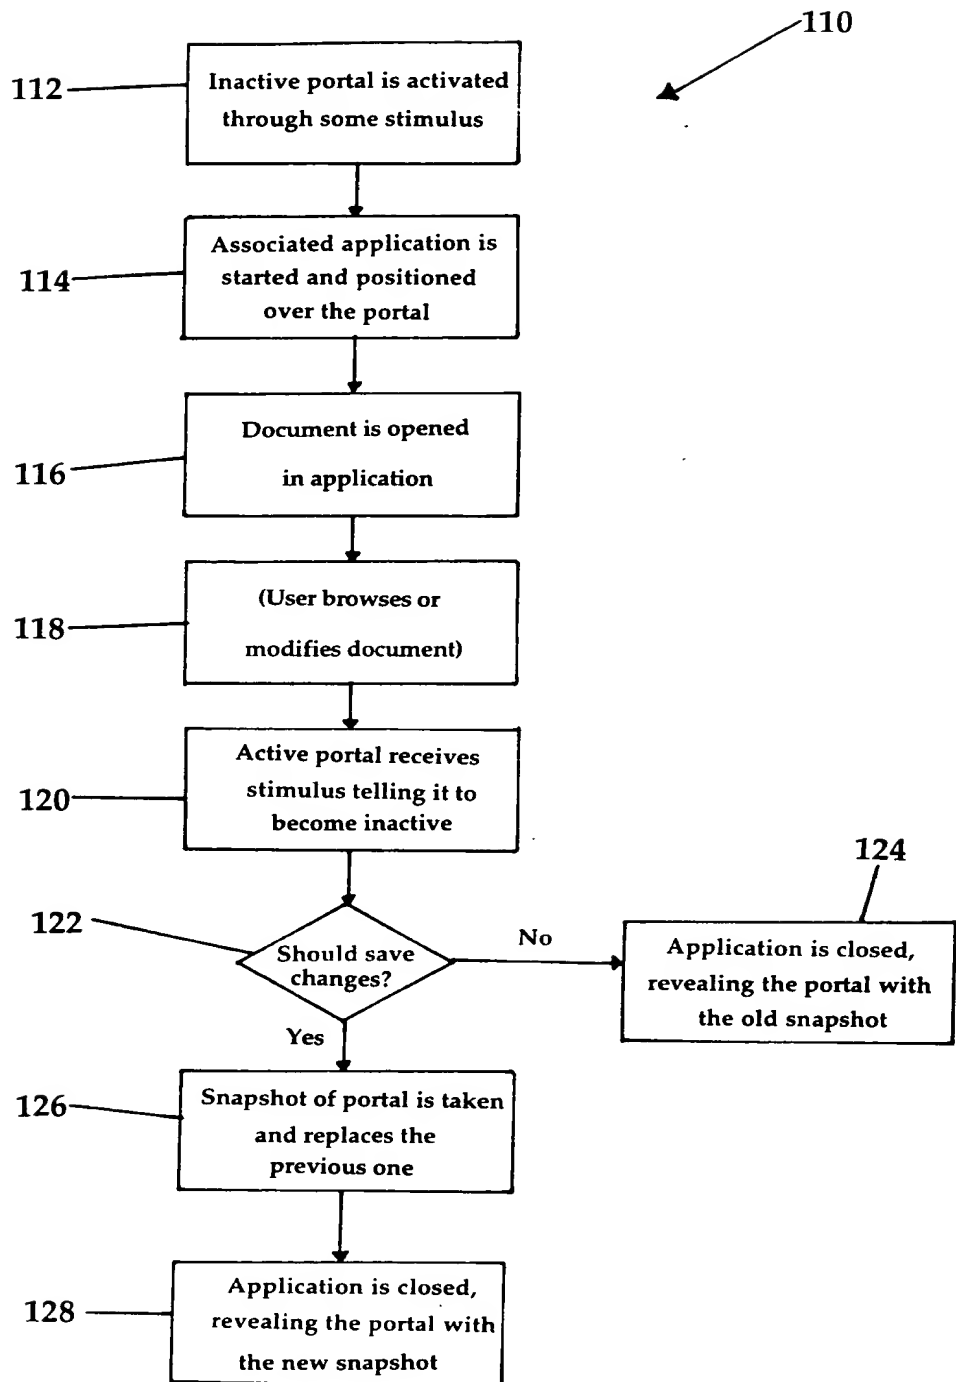 110
112
Inactive portal is activated
through some stimulus
114
Associated application is
started and positioned
over the portal
116
Document is opened
in application
118
(User browses or
modifies document)
120
Active portal receives
stimulus telling it to
become inactive
122
Should save
changes?
No
124
Application is closed,
revealing the portal with
the old snapshot
Yes
126
Snapshot of portal is taken
and replaces the
previous one
128
Application is closed,
revealing the portal with
the new snapshot